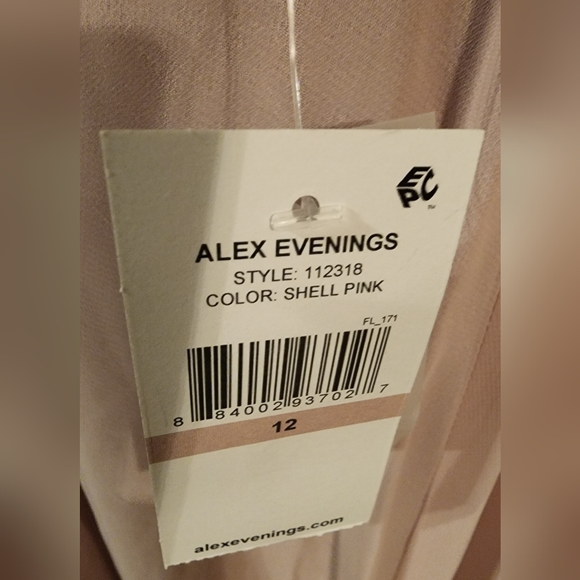 EPC
ALEX EVENINGS
STYLE: 112318
COLOR: SHELL PINK
FL_171
8 84002 93702 7
12
alexevenings.com